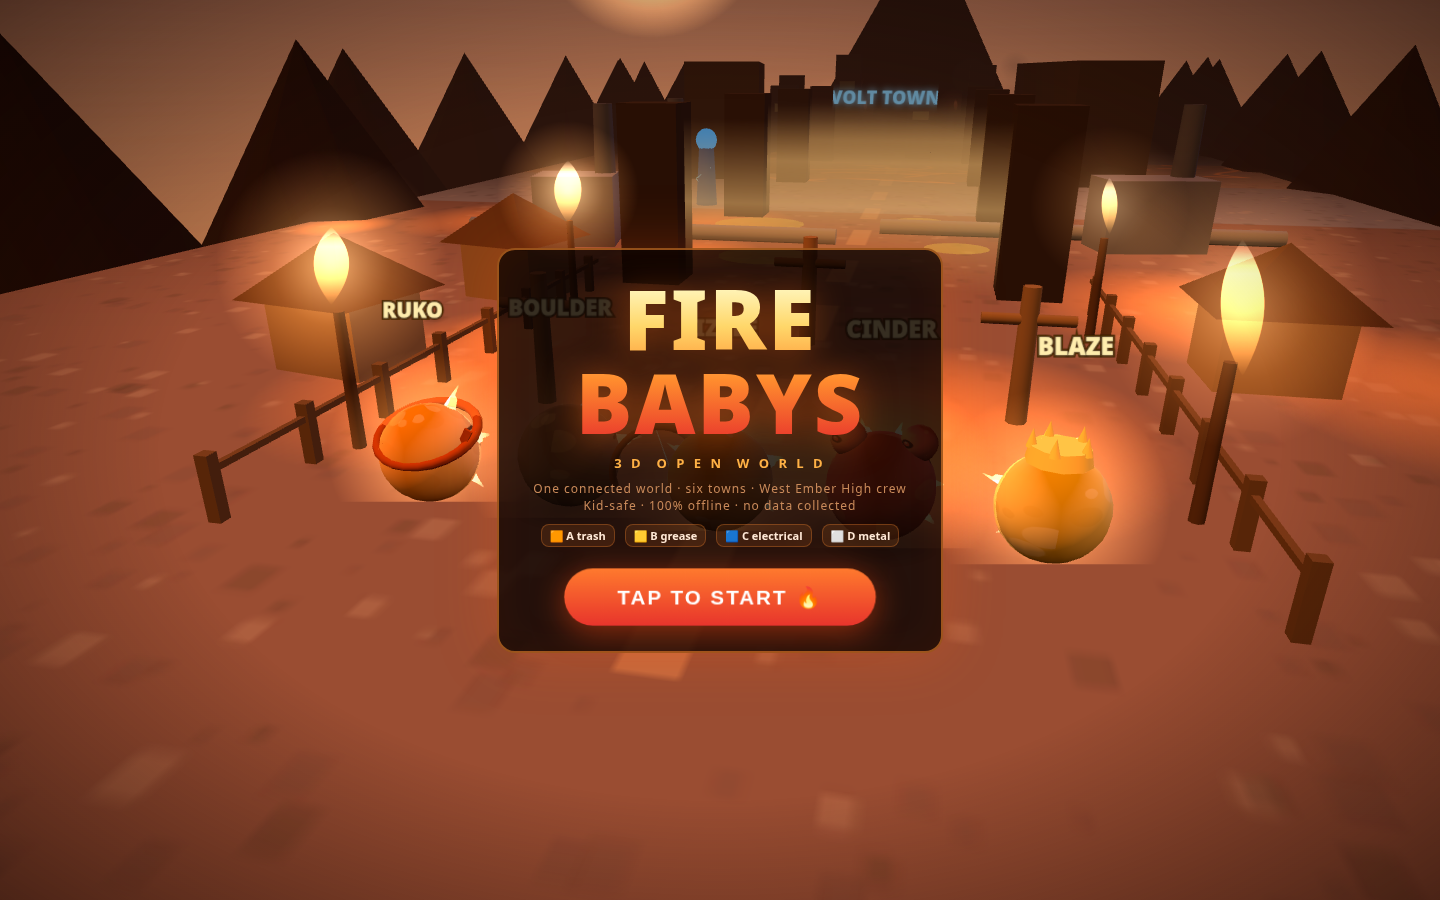 VOLT TOWN
RUKO
BOULDER
CINDER
BLAZE
FIRE
BABYS
3D OPEN WORLD
One connected world · six towns · West Ember High crew
Kid-safe · 100% offline · no data collected
🟧 A trash
🟨 B grease
🟦 C electrical
⬜ D metal
TAP TO START 🔥